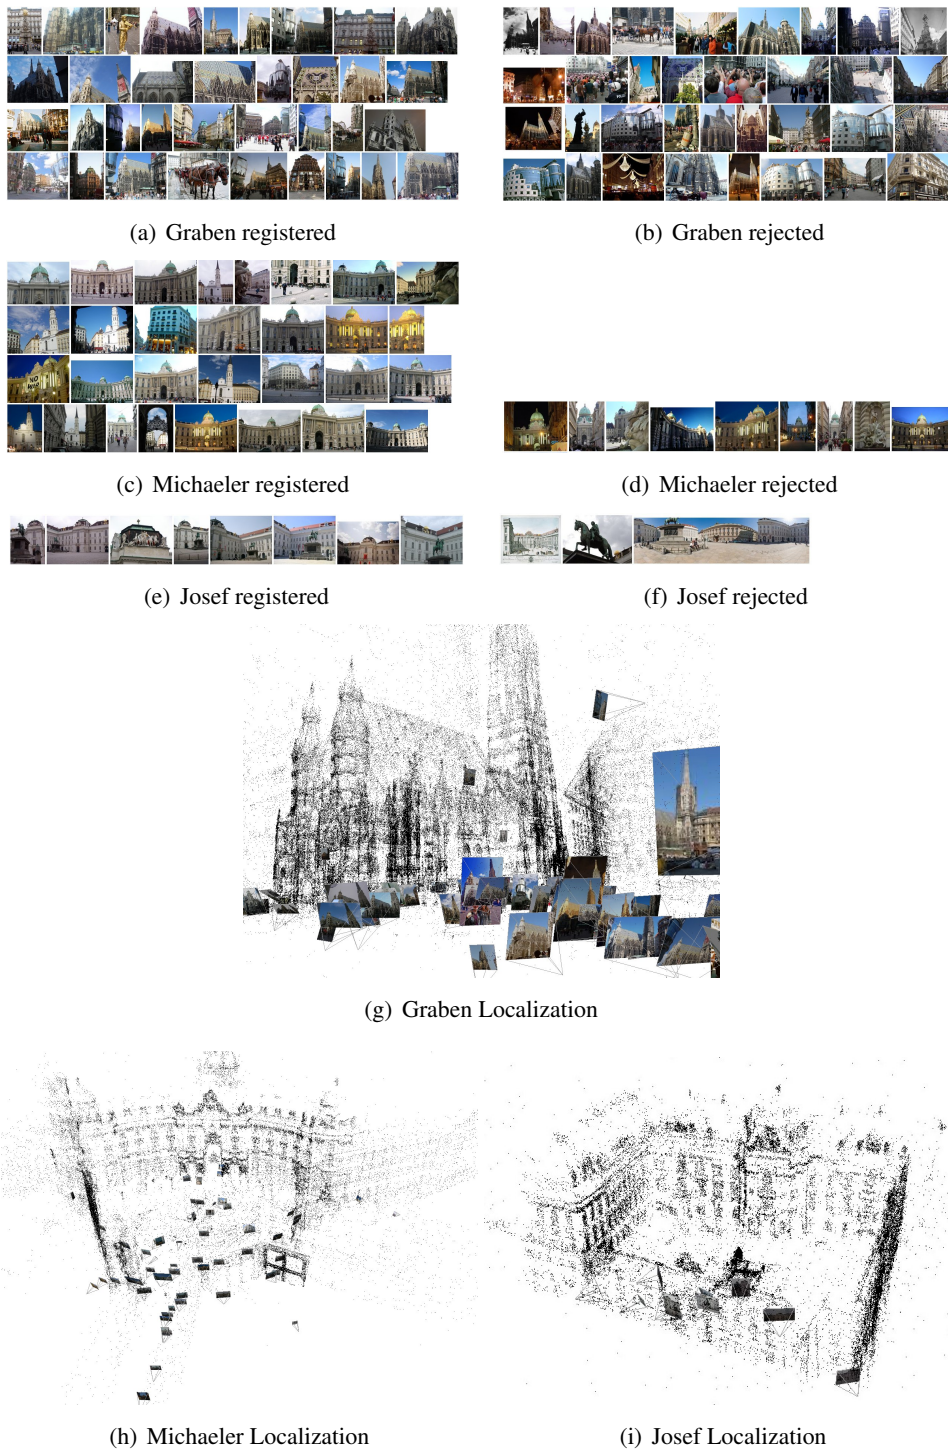 (a) Graben registered
(b) Graben rejected
(c) Michaeler registered
(d) Michaeler rejected
(e) Josef registered
(f) Josef rejected
(g) Graben Localization
(h) Michaeler Localization
(i) Josef Localization